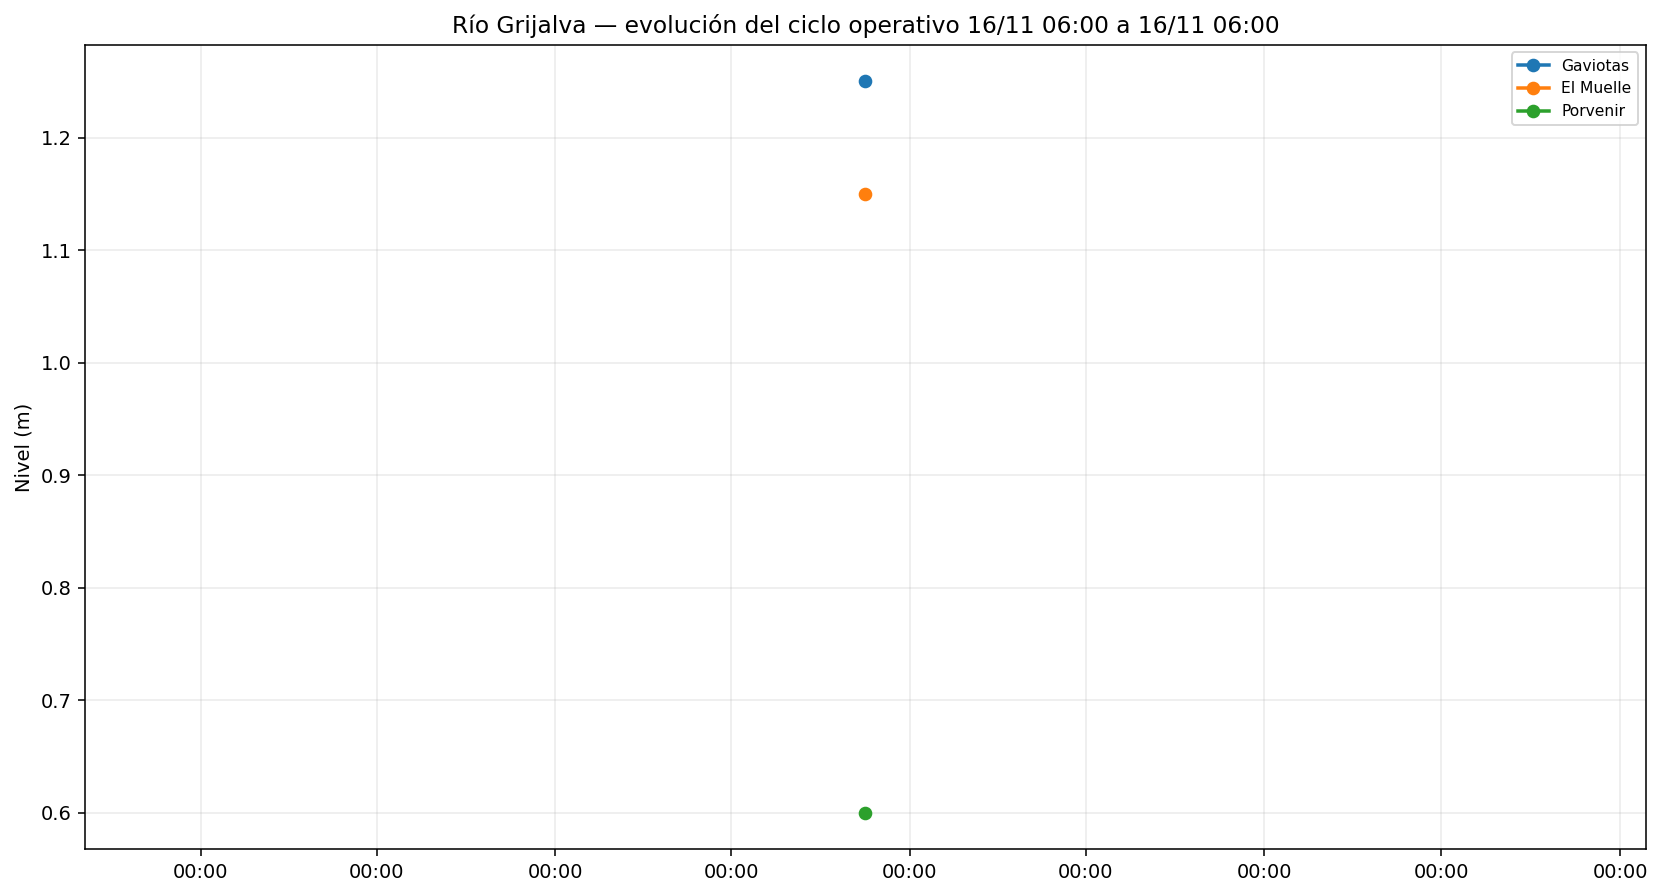 Río Grijalva — evolución del ciclo operativo 16/11 06:00 a 16/11 06:00
Gaviotas
El Muelle
Porvenir
Nivel (m)
1.2
1.1
1.0
0.9
0.8
0.7
0.6
00:00 00:00 00:00 00:00 00:00 00:00 00:00 00:00 00:00